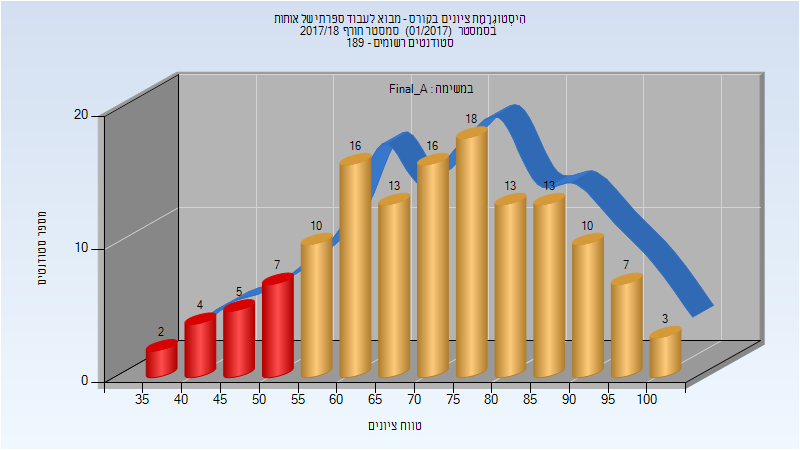 היסטוגרמת ציונים בקורס - מבוא לעבוד ספרתי של אותות
בסמסטר (01/2017) סמסטר חורף 2017/18
סטודנטים רשומים - 189
במשימה : Final_A
מספר סטודנטים
20
10
0
2
4
5
7
10
16
13
16
18
13
13
10
7
3
35 40 45 50 55 60 65 70 75 80 85 90 95 100
טווח ציונים